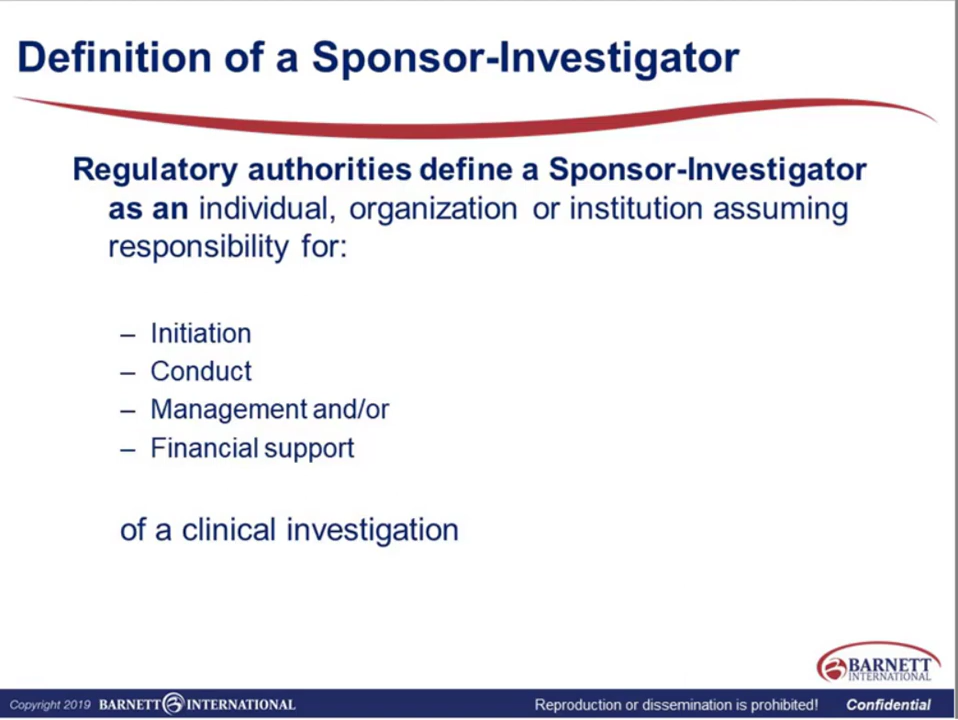 Definition of a Sponsor-Investigator
Regulatory authorities define a Sponsor-Investigator
as an individual, organization or institution assuming
responsibility for:
– Initiation
– Conduct
– Management and/or
– Financial support
of a clinical investigation
BARNETT
INTERNATIONAL
Copyright 2019 BARNETT INTERNATIONAL Reproduction or dissemination is prohibited! Confidential